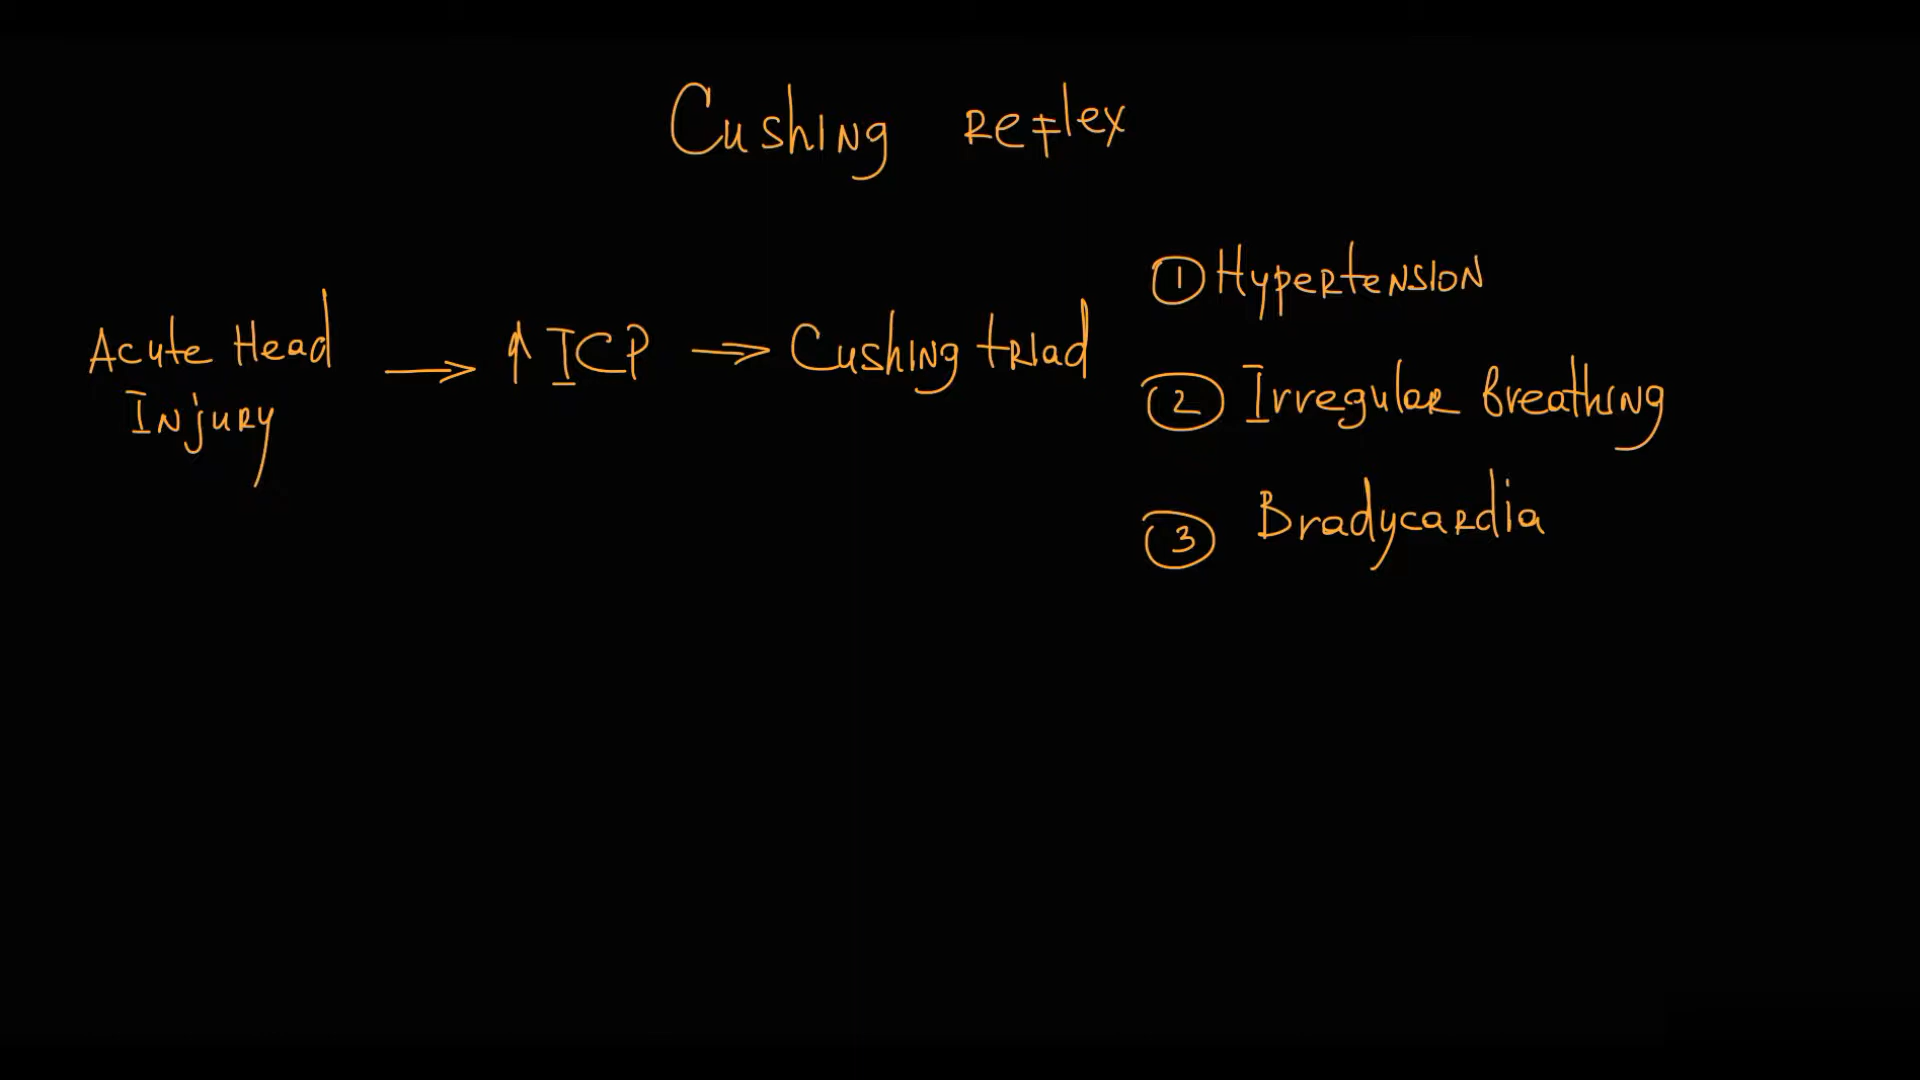 Cushing reflex
Acute Head
Injury
→ ↑ ICP → Cushing triad
① Hypertension
② Irregular breathing
③ Bradycardia